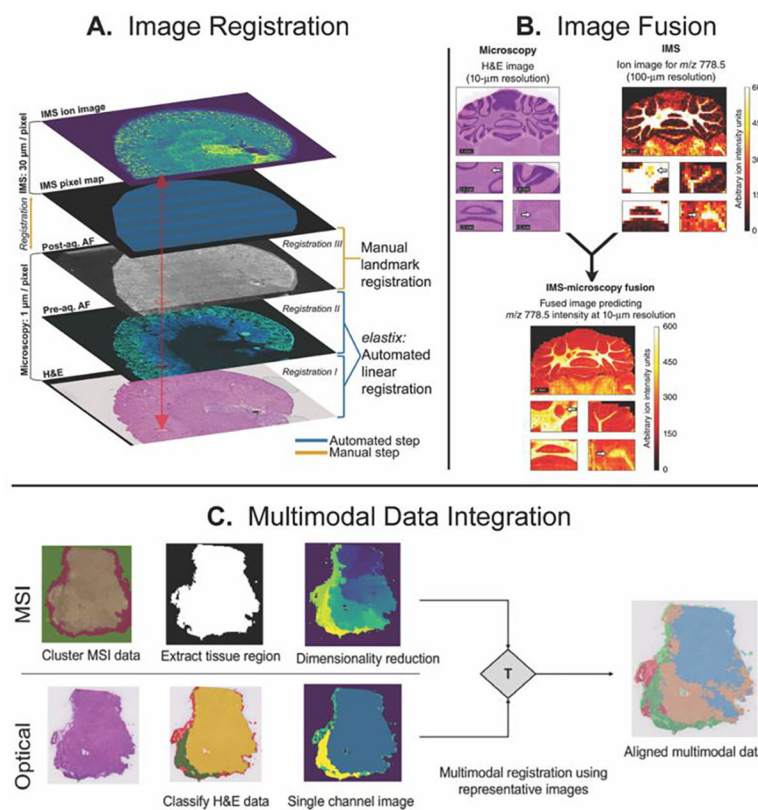 A. Image Registration
IMS ion image
IMS: 30 µm / pixel
IMS pixel map
Registration
Post-aq. AF
Registration III
Manual
landmark
registration
Microscopy: 1 µm / pixel
Pre-aq. AF
Registration II
elastix:
Automated
linear
registration
H&E
Registration I
Automated step
Manual step
B. Image Fusion
Microscopy
H&E image
(10-µm resolution)
IMS
Ion image for m/z 778.5
(100-µm resolution)
Arbitrary ion intensity units
IMS-microscopy fusion
Fused image predicting
m/z 778.5 intensity at 10-µm resolution
600
450
300
150
0
Arbitrary ion intensity units
C. Multimodal Data Integration
MSI
Cluster MSI data
Extract tissue region
Dimensionality reduction
T
Optical
Classify H&E data
Single channel image
Multimodal registration using
representative images
Aligned multimodal data